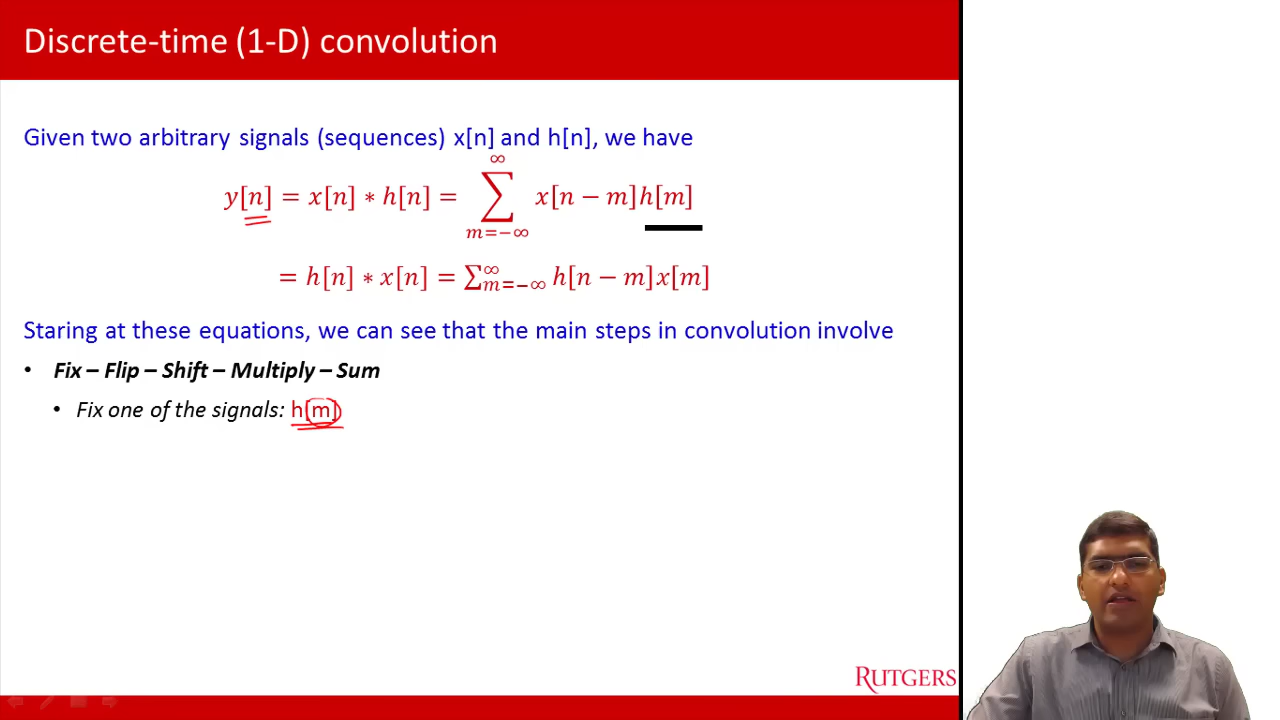 Discrete-time (1-D) convolution
Given two arbitrary signals (sequences) x[n] and h[n], we have
y[n] = x[n] ∗ h[n] = ∑_{m=−∞}^{∞} x[n − m]h[m]
= h[n] ∗ x[n] = ∑_{m=−∞}^{∞} h[n − m]x[m]
Staring at these equations, we can see that the main steps in convolution involve
• Fix – Flip – Shift – Multiply – Sum
• Fix one of the signals: h[m]
RUTGERS